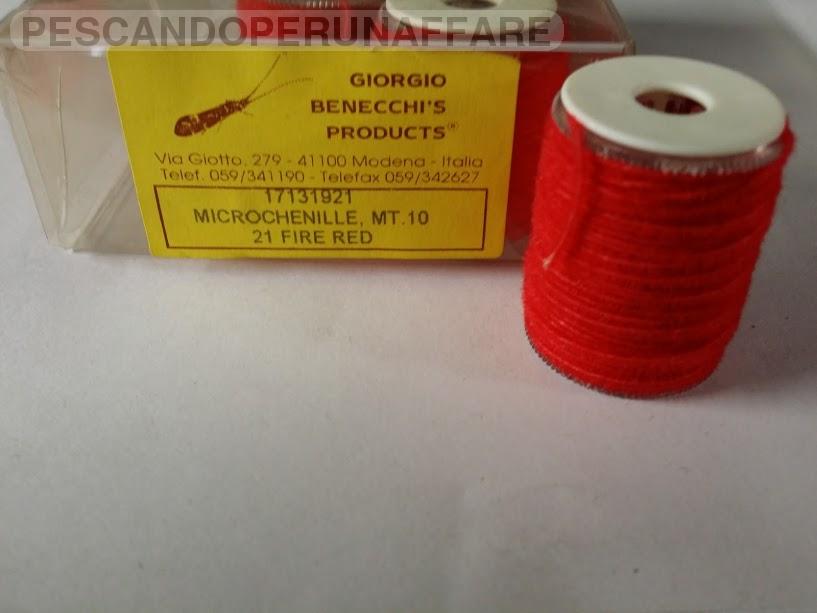 PESCANDOPERUNAFFARE
GIORGIO
BENECCHI'S
PRODUCTS®
Via Giotto, 279 - 41100 Modena - Italia
Telef. 059/341190 - Telefax 059/342627
17131921
MICROCHENILLE, MT.10
21 FIRE RED